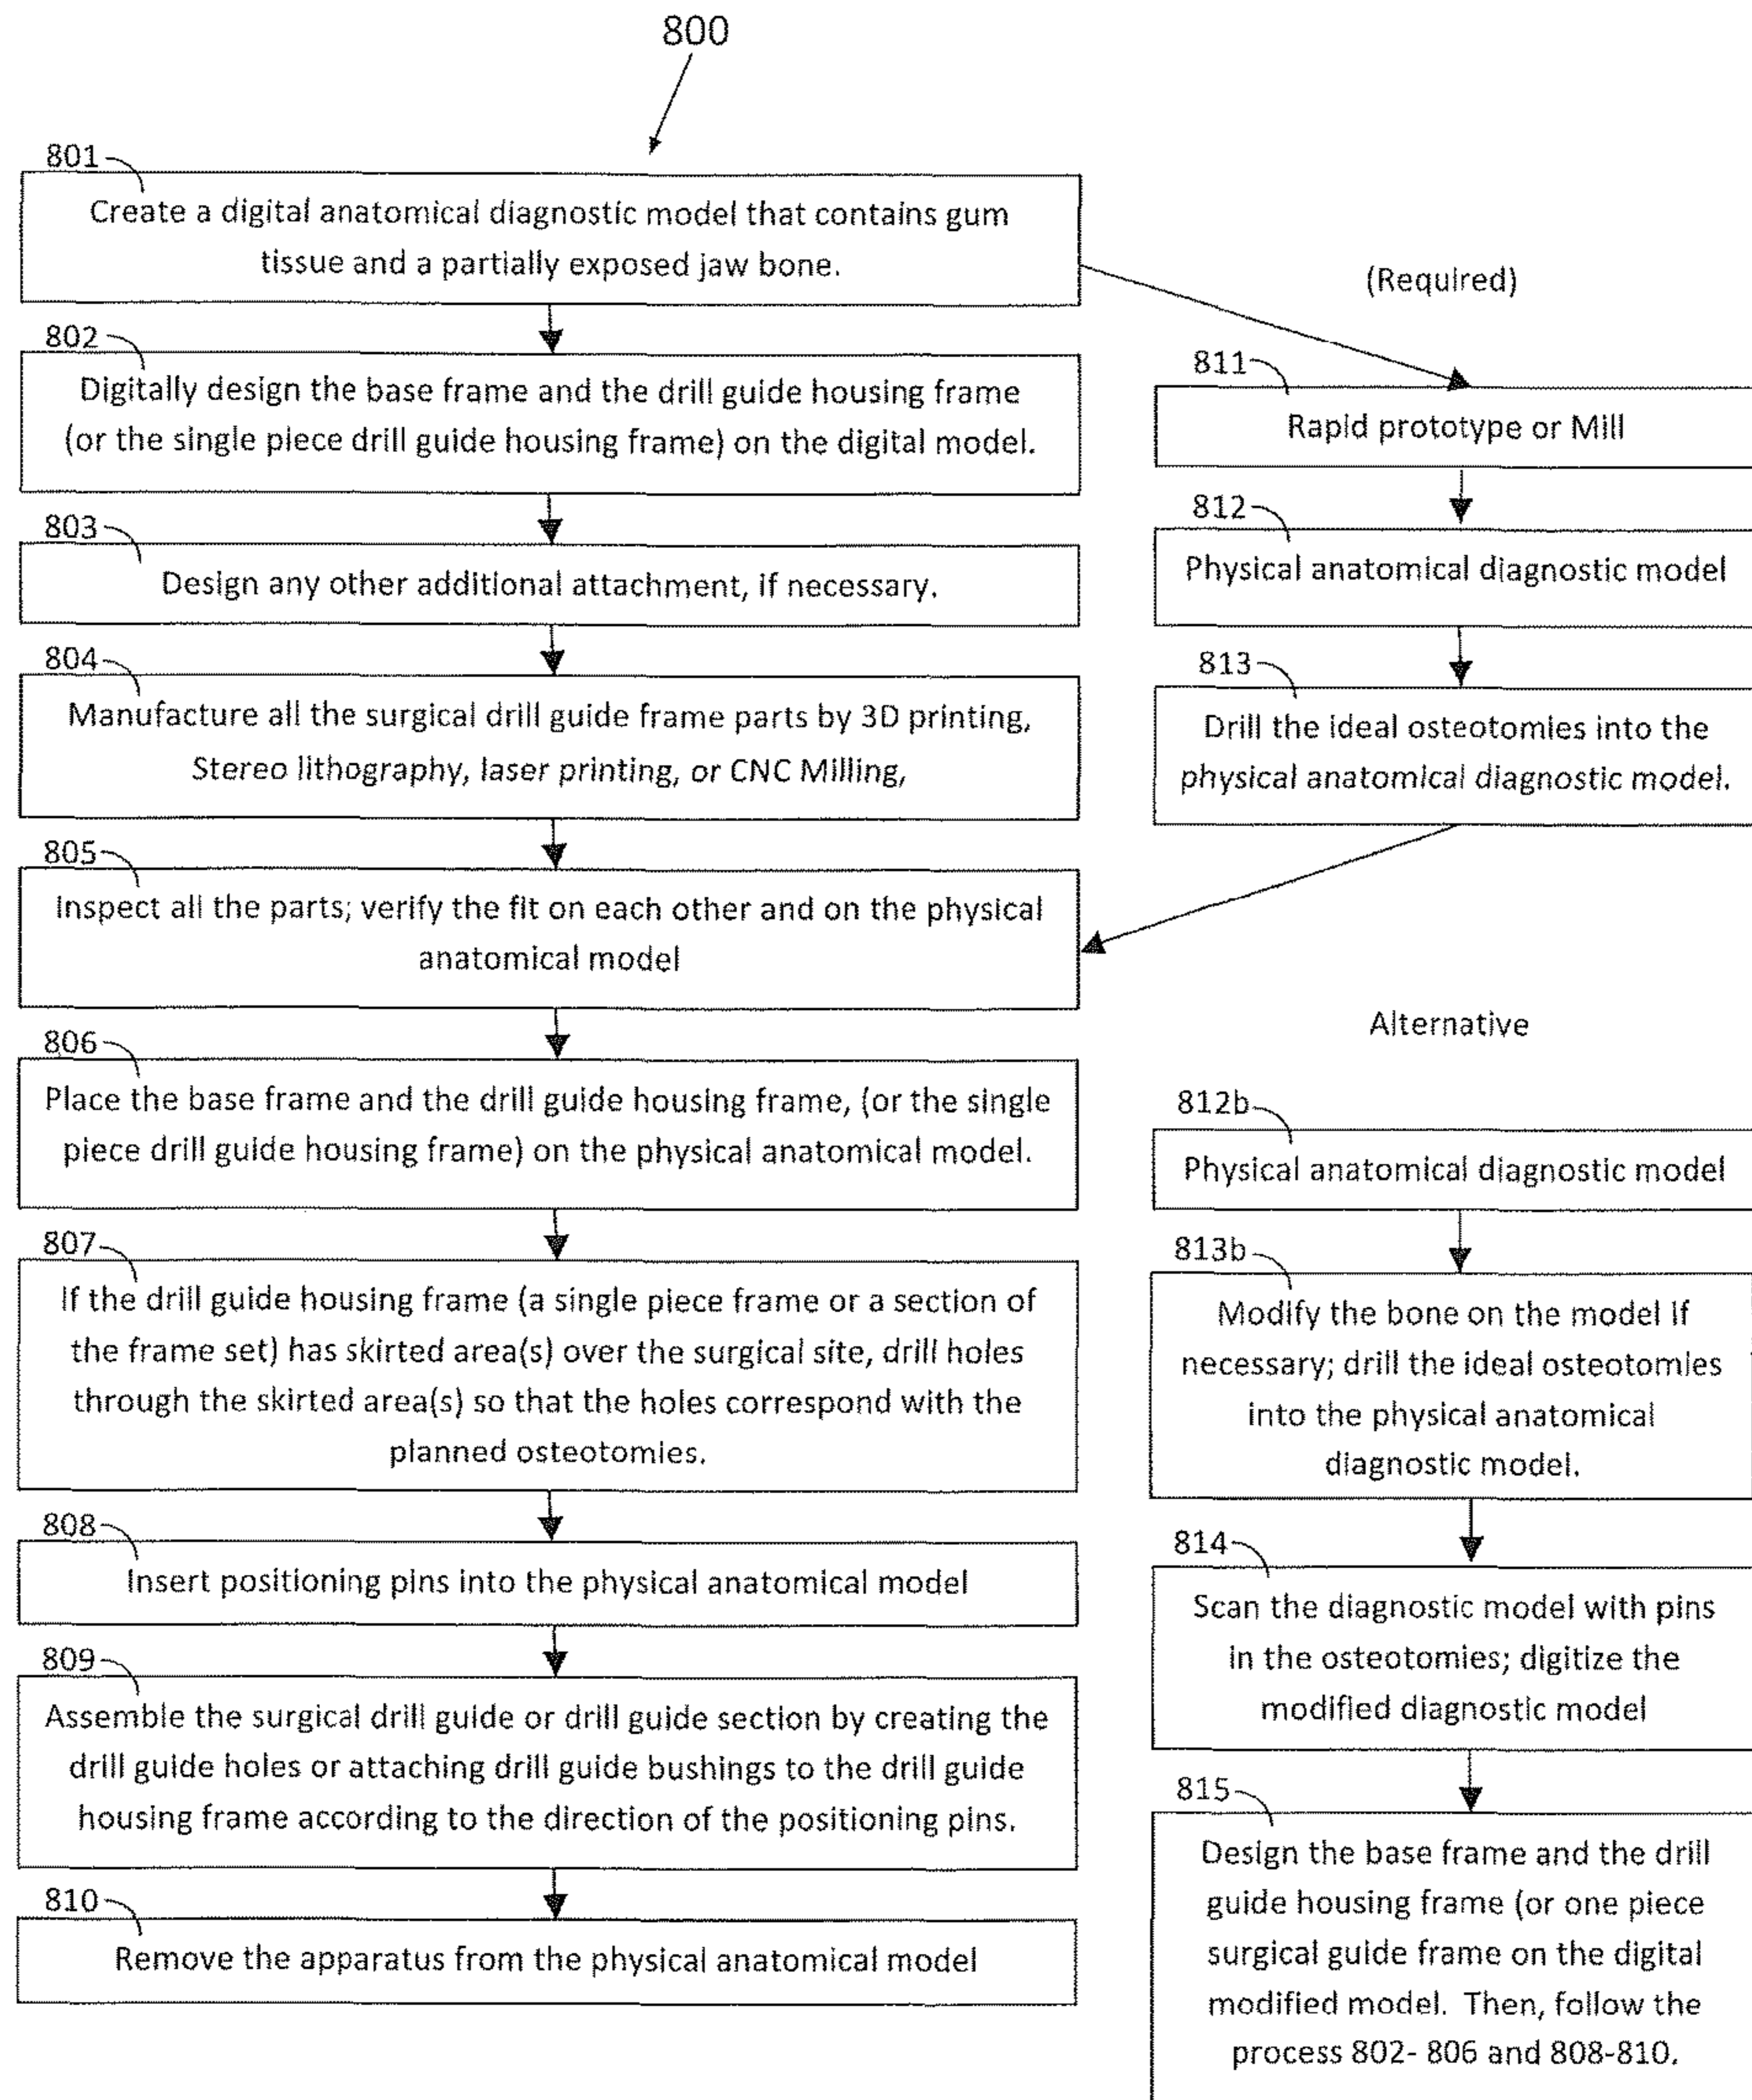 800
801
Create a digital anatomical diagnostic model that contains gum
tissue and a partially exposed jaw bone.
802
Digitally design the base frame and the drill guide housing frame
(or the single piece drill guide housing frame) on the digital model.
803
Design any other additional attachment, if necessary.
804
Manufacture all the surgical drill guide frame parts by 3D printing,
Stereo lithography, laser printing, or CNC Milling,
805
Inspect all the parts; verify the fit on each other and on the physical
anatomical model
806
Place the base frame and the drill guide housing frame, (or the single
piece drill guide housing frame) on the physical anatomical model.
807
If the drill guide housing frame (a single piece frame or a section of
the frame set) has skirted area(s) over the surgical site, drill holes
through the skirted area(s) so that the holes correspond with the
planned osteotomies.
808
Insert positioning pins into the physical anatomical model
809
Assemble the surgical drill guide or drill guide section by creating the
drill guide holes or attaching drill guide bushings to the drill guide
housing frame according to the direction of the positioning pins.
810
Remove the apparatus from the physical anatomical model
(Required)
811
Rapid prototype or Mill
812
Physical anatomical diagnostic model
813
Drill the ideal osteotomies into the
physical anatomical diagnostic model.
Alternative
812b
Physical anatomical diagnostic model
813b
Modify the bone on the model if
necessary; drill the ideal osteotomies
into the physical anatomical
diagnostic model.
814
Scan the diagnostic model with pins
in the osteotomies; digitize the
modified diagnostic model
815
Design the base frame and the drill
guide housing frame (or one piece
surgical guide frame on the digital
modified model. Then, follow the
process 802- 806 and 808-810.